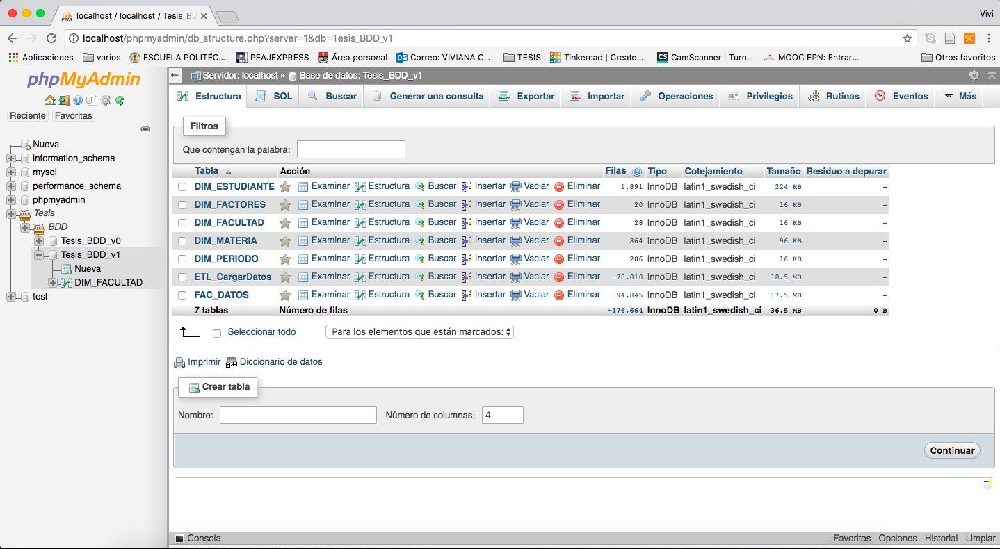 localhost / localhost / Tesis_BD
Vivi
localhost/phpmyadmin/db_structure.php?server=1&db=Tesis_BDD_v1
SC
Aplicaciones varios ESCUELA POLITÉC... PEAJEXPRESS Área personal Correo: VIVIANA C... TESIS Tinkercad | Create... CS CamScanner | Turn... MOOC EPN: Entrar... Otros favoritos
phpMyAdmin
Reciente Favoritas
Nueva
information_schema
mysql
performance_schema
phpmyadmin
Tesis
BDD
Tesis_BDD_v0
Tesis_BDD_v1
Nueva
DIM_FACULTAD
test
Servidor: localhost » Base de datos: Tesis_BDD_v1
Estructura SQL Buscar Generar una consulta Exportar Importar Operaciones Privilegios Rutinas Eventos Más
Filtros
Que contengan la palabra:
Tabla Acción Filas Tipo Cotejamiento Tamaño Residuo a depurar
DIM_ESTUDIANTE Examinar Estructura Buscar Insertar Vaciar Eliminar 1,891 InnoDB latin1_swedish_ci 224 KB -
DIM_FACTORES Examinar Estructura Buscar Insertar Vaciar Eliminar 20 InnoDB latin1_swedish_ci 16 KB -
DIM_FACULTAD Examinar Estructura Buscar Insertar Vaciar Eliminar 28 InnoDB latin1_swedish_ci 16 KB -
DIM_MATERIA Examinar Estructura Buscar Insertar Vaciar Eliminar 864 InnoDB latin1_swedish_ci 96 KB -
DIM_PERIODO Examinar Estructura Buscar Insertar Vaciar Eliminar 206 InnoDB latin1_swedish_ci 16 KB -
ETL_CargarDatos Examinar Estructura Buscar Insertar Vaciar Eliminar ~78,810 InnoDB latin1_swedish_ci 18.5 MB -
FAC_DATOS Examinar Estructura Buscar Insertar Vaciar Eliminar ~94,845 InnoDB latin1_swedish_ci 17.5 MB -
7 tablas Número de filas ~176,664 InnoDB latin1_swedish_ci 36.5 MB 0 B
Seleccionar todo Para los elementos que están marcados:
Imprimir Diccionario de datos
Crear tabla
Nombre: Número de columnas: 4
Continuar
Consola Favoritos Opciones Historial Limpiar